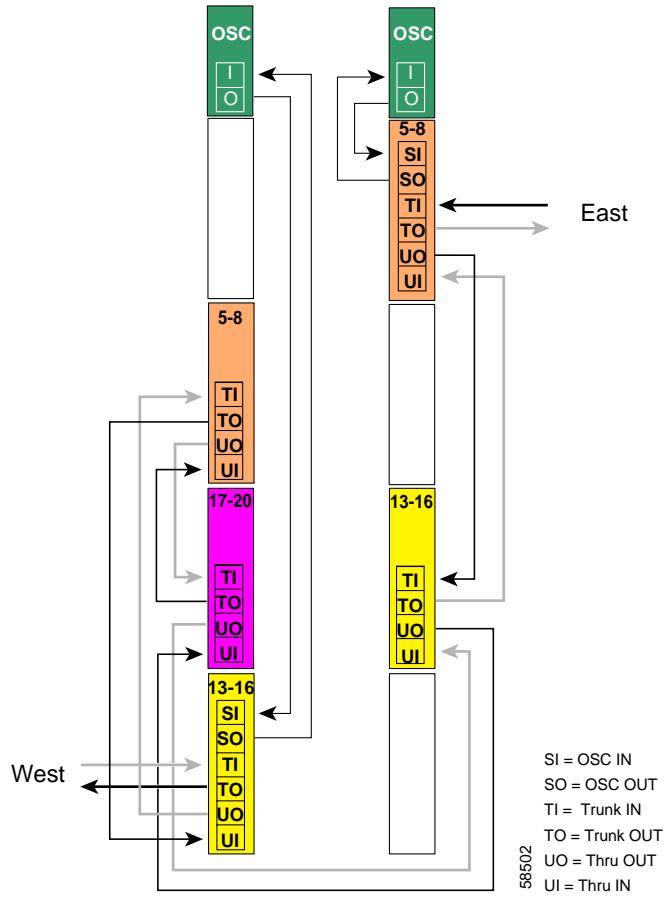 OSC
I
O
5-8
TI
TO
UO
UI
17-20
TI
TO
UO
UI
13-16
SI
SO
TI
TO
UO
UI
West
OSC
I
O
5-8
SI
SO
TI
TO
UO
UI
East
13-16
TI
TO
UO
UI
SI = OSC IN
SO = OSC OUT
TI = Trunk IN
TO = Trunk OUT
UO = Thru OUT
UI = Thru IN
58502